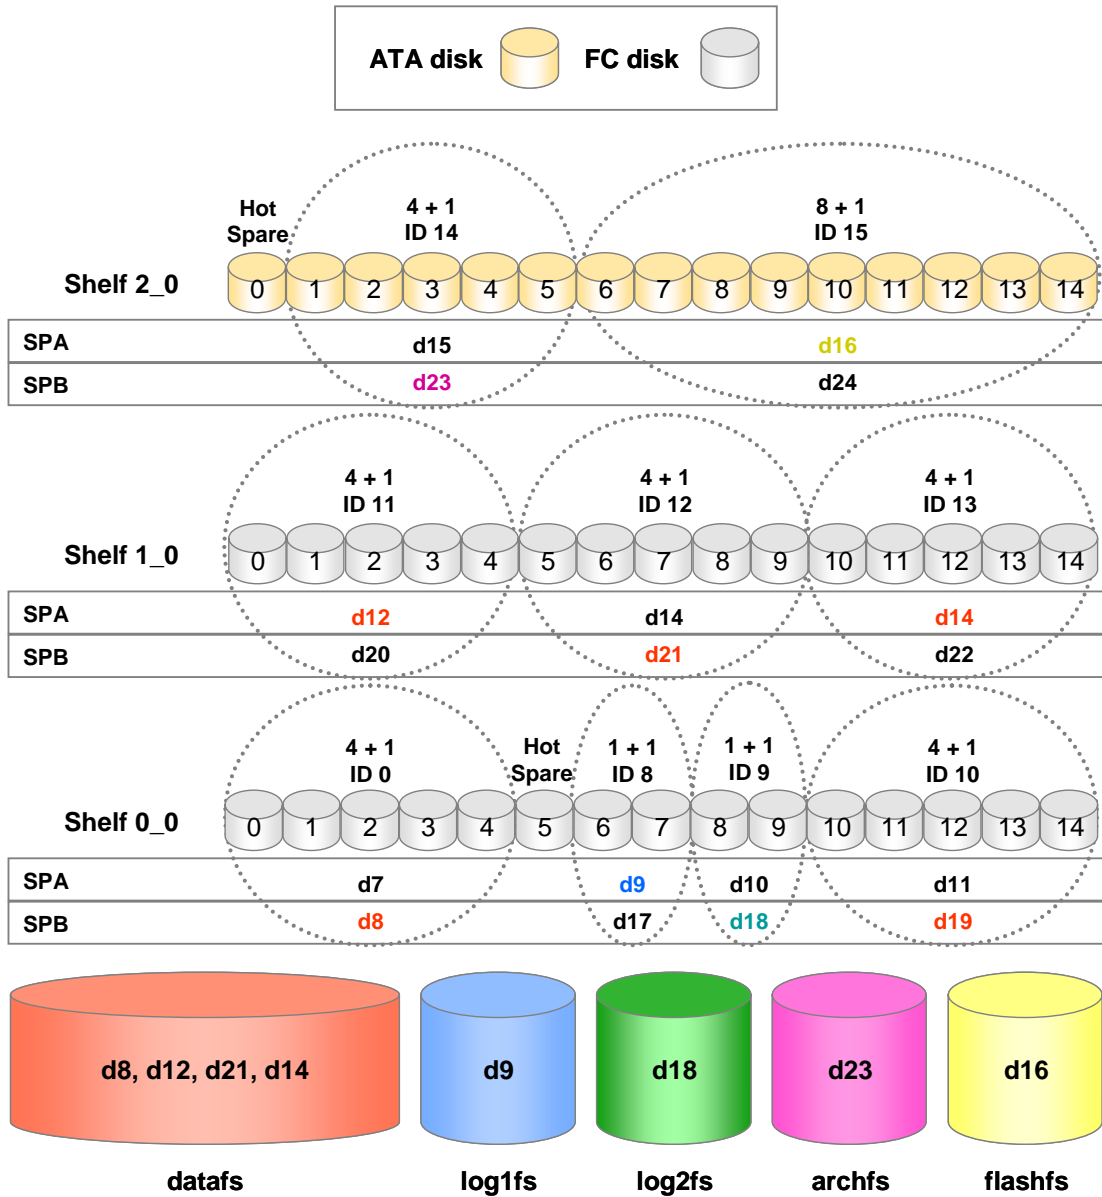 ATA disk FC disk
Hot
Spare
4 + 1
ID 14
8 + 1
ID 15
Shelf 2_0
0 1 2 3 4 5 6 7 8 9 10 11 12 13 14
SPA d15 d16
SPB d23 d24
4 + 1
ID 11
4 + 1
ID 12
4 + 1
ID 13
Shelf 1_0
0 1 2 3 4 5 6 7 8 9 10 11 12 13 14
SPA d12 d14 d14
SPB d20 d21 d22
4 + 1
ID 0
Hot
Spare
1 + 1
ID 8
1 + 1
ID 9
4 + 1
ID 10
Shelf 0_0
0 1 2 3 4 5 6 7 8 9 10 11 12 13 14
SPA d7 d9 d10 d11
SPB d8 d17 d18 d19
d8, d12, d21, d14 d9 d18 d23 d16
datafs log1fs log2fs archfs flashfs